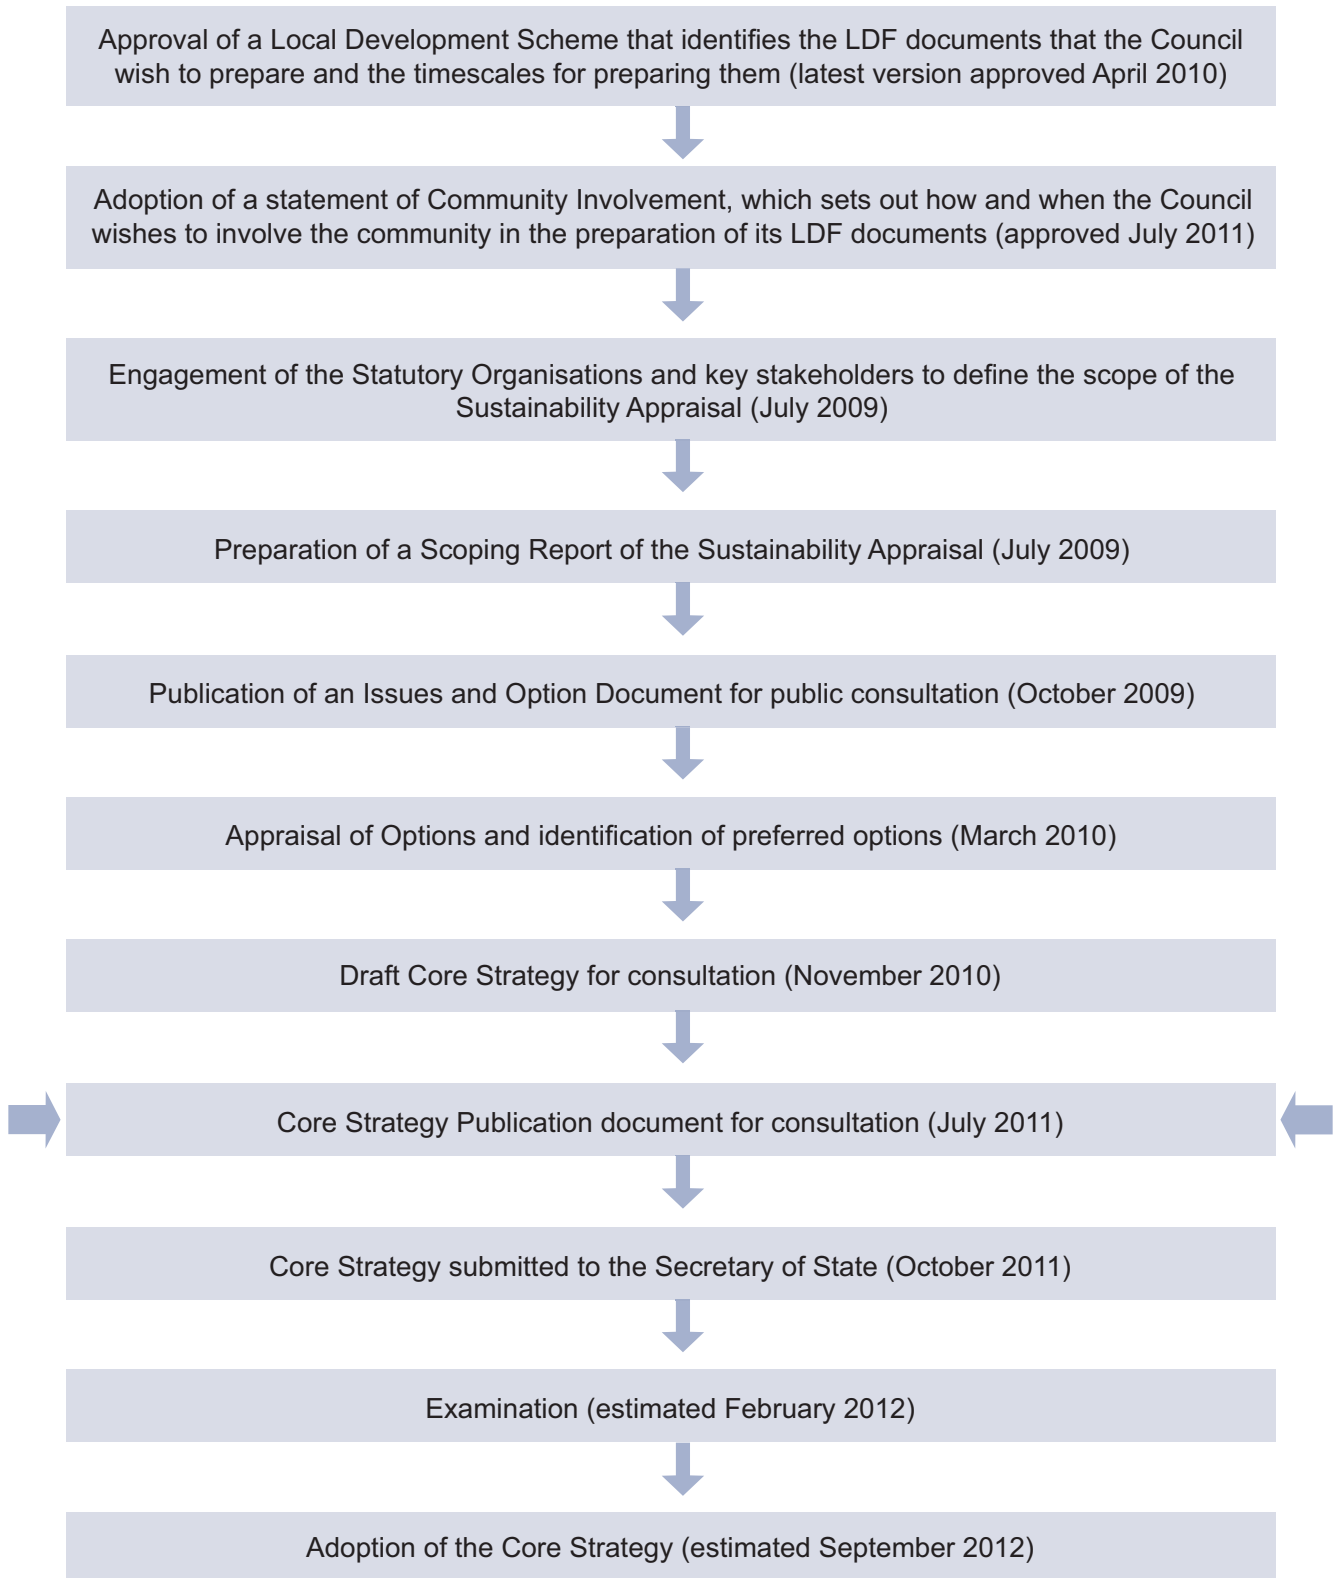 Approval of a Local Development Scheme that identifies the LDF documents that the Council
wish to prepare and the timescales for preparing them (latest version approved April 2010)
Adoption of a statement of Community Involvement, which sets out how and when the Council
wishes to involve the community in the preparation of its LDF documents (approved July 2011)
Engagement of the Statutory Organisations and key stakeholders to define the scope of the
Sustainability Appraisal (July 2009)
Preparation of a Scoping Report of the Sustainability Appraisal (July 2009)
Publication of an Issues and Option Document for public consultation (October 2009)
Appraisal of Options and identification of preferred options (March 2010)
Draft Core Strategy for consultation (November 2010)
Core Strategy Publication document for consultation (July 2011)
Core Strategy submitted to the Secretary of State (October 2011)
Examination (estimated February 2012)
Adoption of the Core Strategy (estimated September 2012)